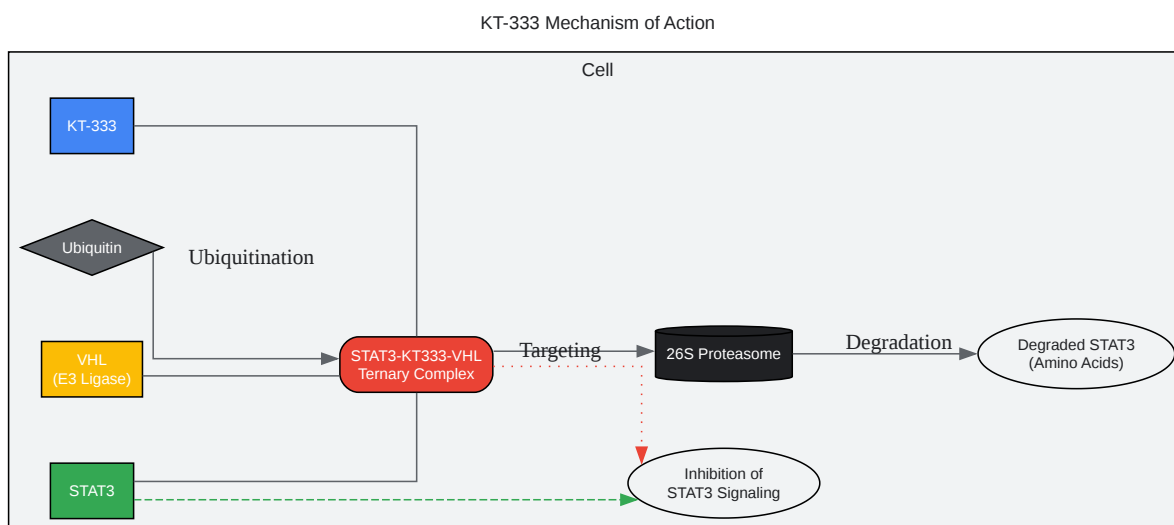 KT-333 Mechanism of Action
Cell
KT-333
Ubiquitin
Ubiquitination
VHL
(E3 Ligase)
STAT3-KT333-VHL
Ternary Complex
Targeting
26S Proteasome
Degradation
Degraded STAT3
(Amino Acids)
STAT3
Inhibition of
STAT3 Signaling